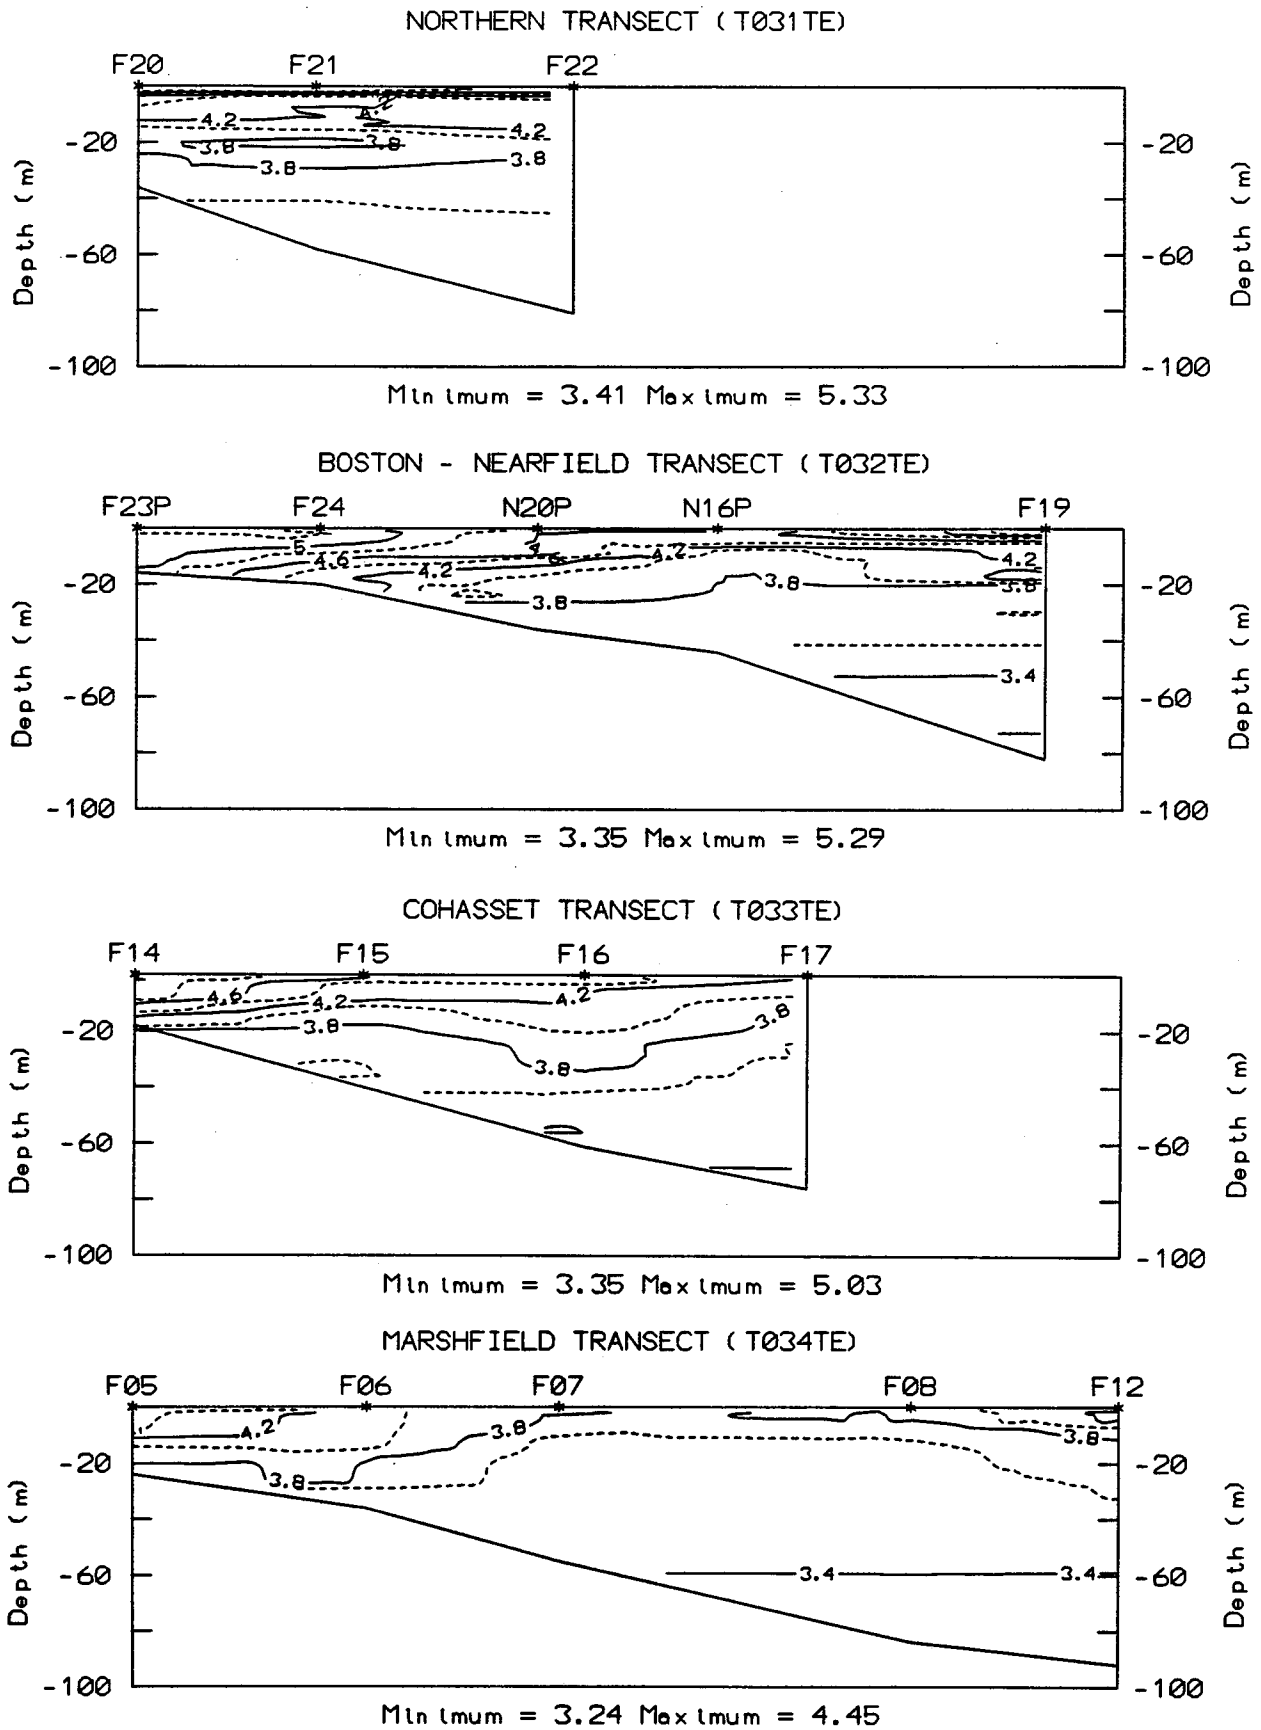 NORTHERN TRANSECT (T031TE)
F20 F21 F22
4.2 4.2 4.2
-20 3.8 3.8 -20
3.8 3.8
Depth (m) Depth (m)
-60 -60
-100 -100
Minimum = 3.41 Maximum = 5.33
BOSTON - NEARFIELD TRANSECT (T032TE)
F23P F24 N20P N16P F19
5 4.6 4.2 4.2
4.2
-20 3.8 3.8 3.8 -20
Depth (m) Depth (m)
-60 3.4 -60
-100 -100
Minimum = 3.35 Maximum = 5.29
COHASSET TRANSECT (T033TE)
F14 F15 F16 F17
4.6 4.2 4.2
-20 3.8 3.8 -20
3.8
Depth (m) Depth (m)
-60 -60
-100 -100
Minimum = 3.35 Maximum = 5.03
MARSHFIELD TRANSECT (T034TE)
F05 F06 F07 F08 F12
4.2 3.8 3.8
-20 3.8 -20
Depth (m) Depth (m)
-60 3.4 3.4 -60
-100 -100
Minimum = 3.24 Maximum = 4.45